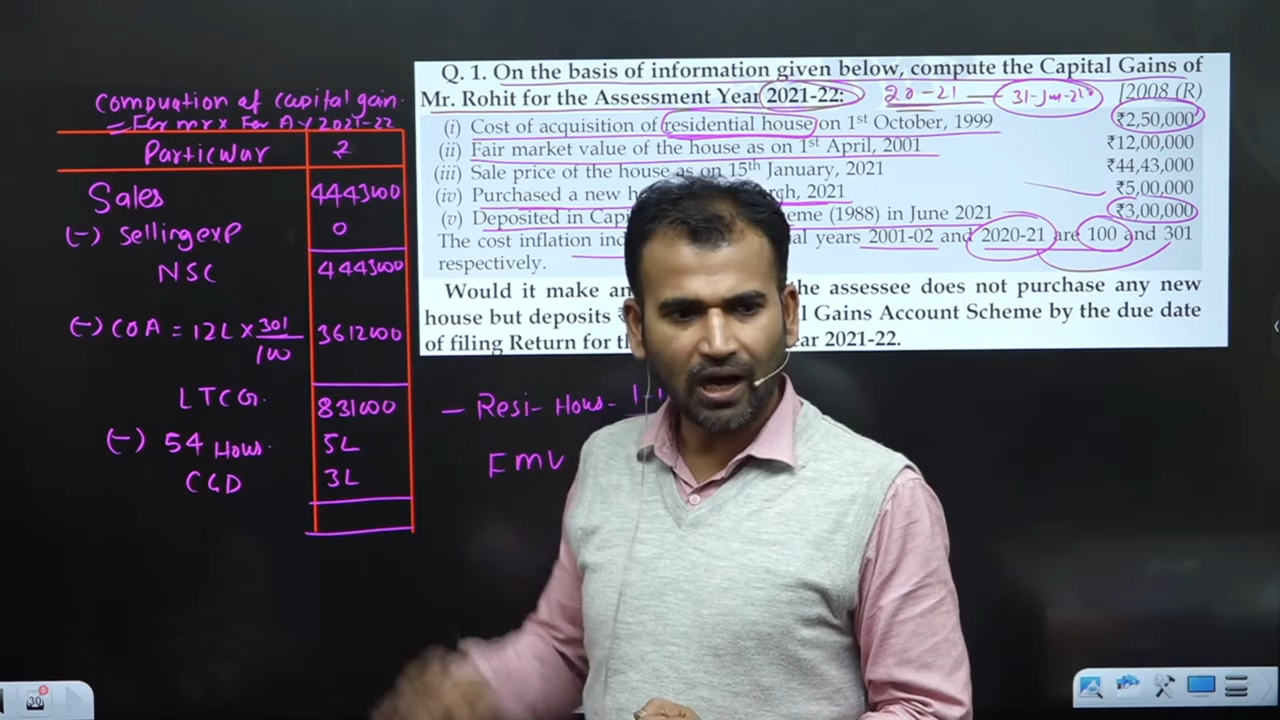 Q. 1. On the basis of information given below, compute the Capital Gains of
Mr. Rohit for the Assessment Year 2021-22: 20-21 [2008 (R)
(i) Cost of acquisition of residential house on 1st October, 1999 ₹2,50,000
(ii) Fair market value of the house as on 1st April, 2001 ₹12,00,000
(iii) Sale price of the house as on 15th January, 2021 ₹44,43,000
(iv) Purchased a new rch, 2021 ₹5,00,000
(v) Deposited in Capi eme (1988) in June 2021 ₹3,00,000
The cost inflation in al years 2001-02 and 2020-21 are 100 and 301
respectively.
Would it make an he assessee does not purchase any new
house but deposits l Gains Account Scheme by the due date
of filing Return for t ar 2021-22.
Compuation of capital gain.
For mrx For AY 2021-22
Particular ₹
Sales 4443000
(-) Selling exp 0
NSC 4443000
(-) COA = 12L x 301/100 3612000
LTCG. 831000
(-) 54 Hous. 5L
CGD 3L
- Resi- Hous-
FMV
30